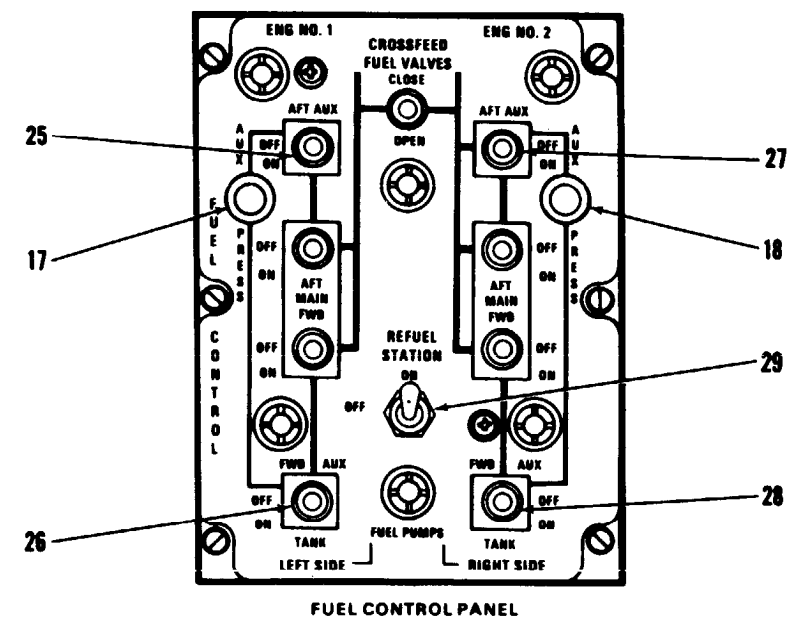 ENG NO. 1
ENG NO. 2
CROSSFEED
FUEL VALVES
CLOSE
OPEN
AFT AUX
AFT AUX
25
AUX
OFF
ON
OFF
ON
AUX
27
17
FUEL
PRESS
OFF
ON
AFT
MAIN
FWD
OFF
ON
AFT
MAIN
FWD
PRESS
18
CONTROL
OFF
ON
REFUEL
STATION
ON
OFF
OFF
ON
29
FWD AUX
FWD AUX
OFF
ON
OFF
ON
28
26
TANK
FUEL PUMPS
TANK
LEFT SIDE
RIGHT SIDE
FUEL CONTROL PANEL